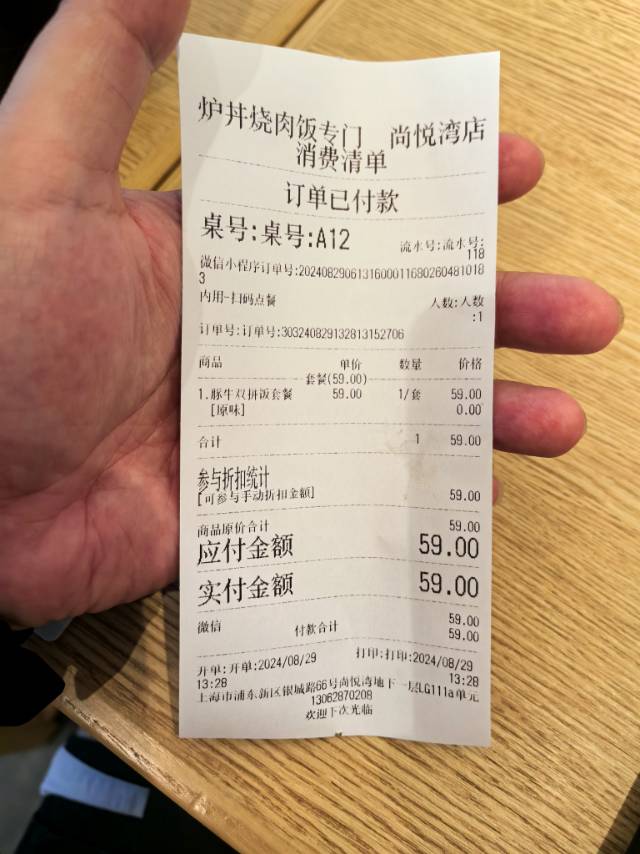 炉丼烧肉饭专门 尚悦湾店
消费清单
订单已付款
桌号:桌号:A12 流水号:流水号:
118
微信小程序订单号:2024082906131600011680260481018
3
内用-扫码点餐 人数:人数
:1
订单号:订单号:303240829132813152706
商品 单价 数量 价格
套餐(59.00)
1.豚牛双拼饭套餐 59.00 1/套 59.00
[原味] 0.00
合计 1 59.00
参与折扣统计
[可参与手动折扣金额] 59.00
商品原价合计 59.00
应付金额 59.00
实付金额 59.00
微信 59.00
付款合计 59.00
开单:开单:2024/08/29 打印:打印:2024/08/29
13:28 13:28
上海市浦东新区银城路66号尚悦湾地下一层LG111a单元
13062870208
欢迎下次光临